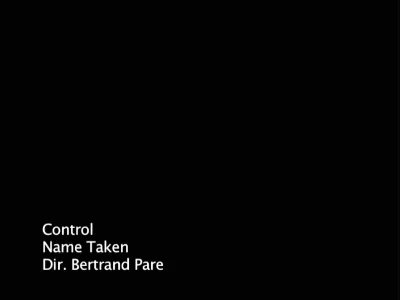 Control
Name Taken
Dir. Bertrand Pare